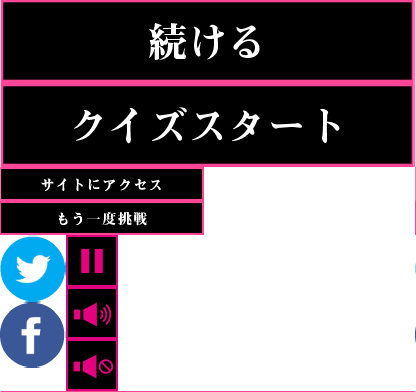 続ける
クイズスタート
サイトにアクセス
もう一度挑戦